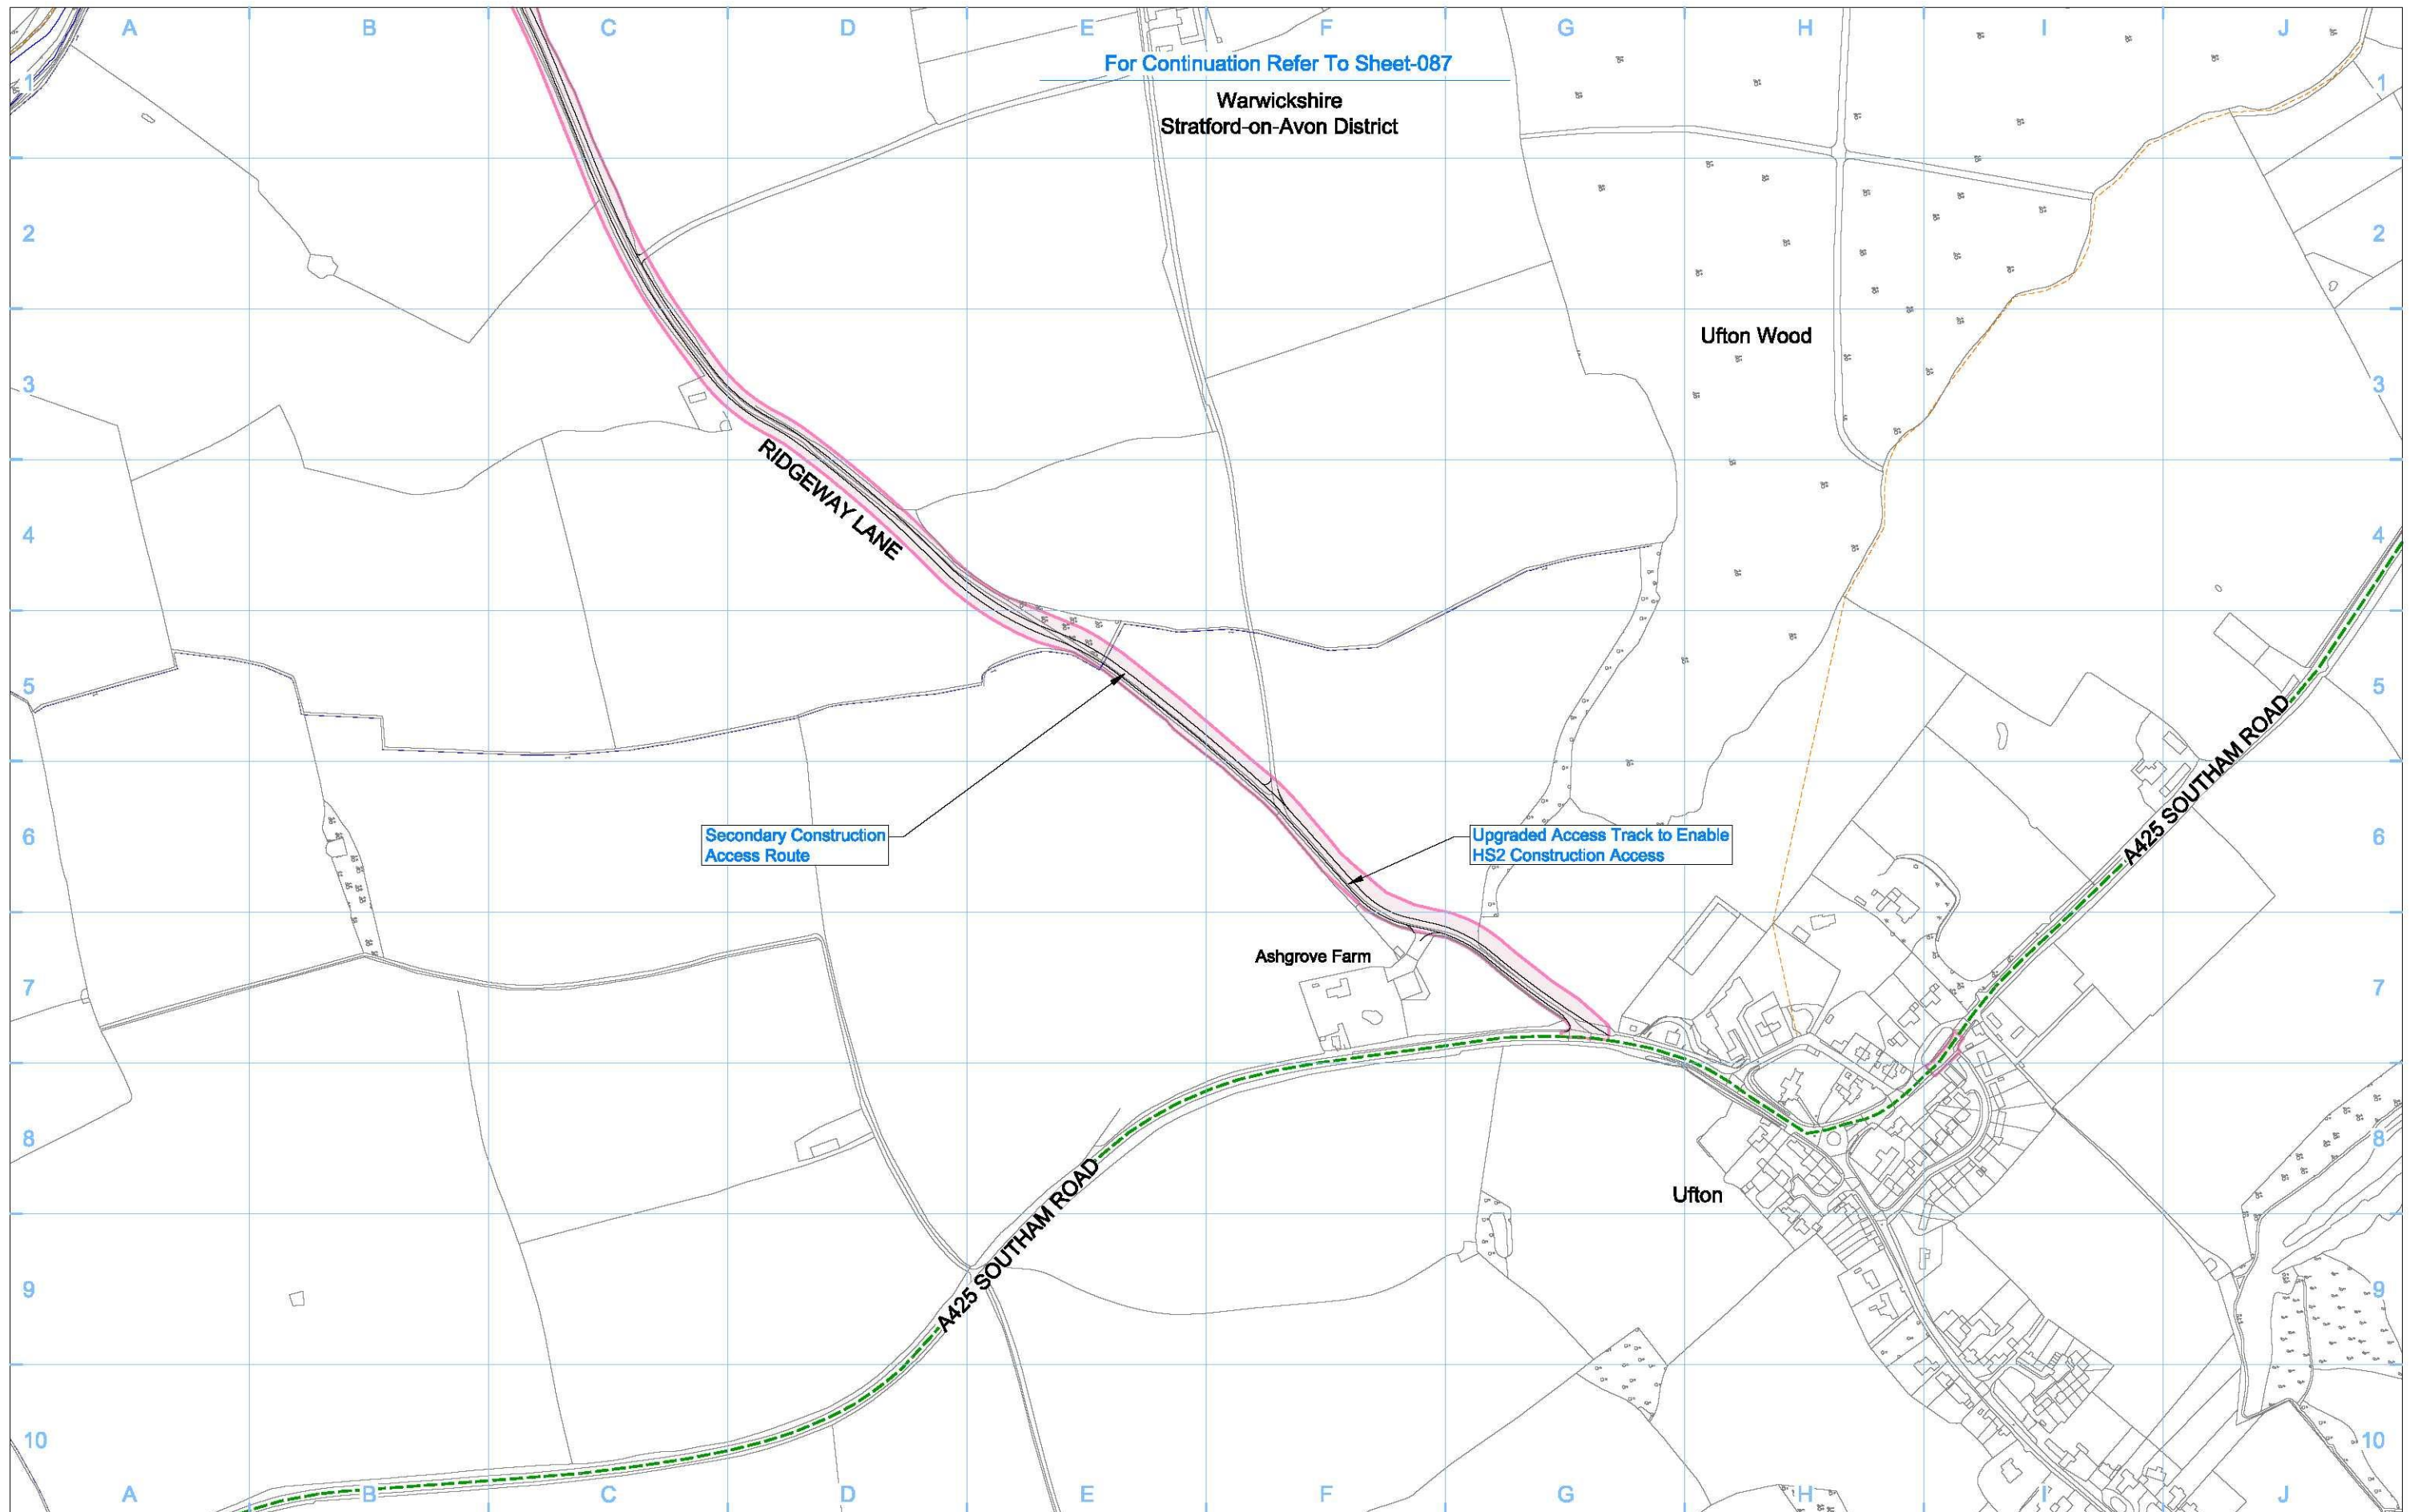 A B C D E F G H I J
For Continuation Refer To Sheet-087
1 1
Warwickshire
Stratford-on-Avon District
2 2
Ufton Wood
3 3
RIDGEWAY LANE
4 4
5 5
A425 SOUTHAM ROAD
Secondary Construction
Access Route
Upgraded Access Track to Enable
HS2 Construction Access
6 6
Ashgrove Farm
7 7
8 8
A425 SOUTHAM ROAD
Ufton
9 9
10 10
A B C D E F G H I J